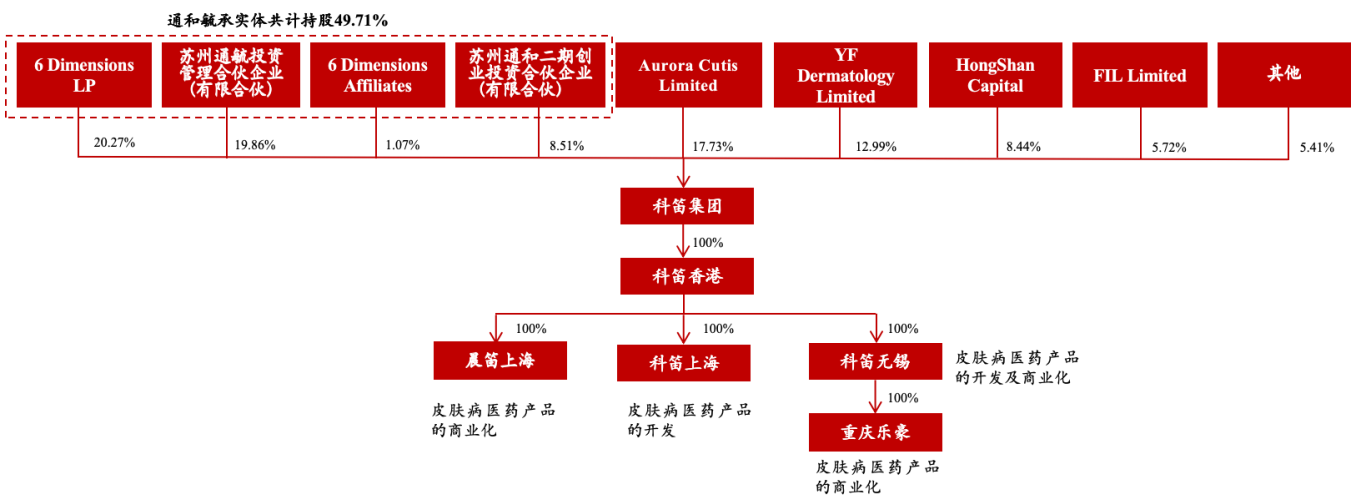 通和毓承实体共计持股49.71%
6 Dimensions
LP
苏州通毓投资
管理合伙企业
(有限合伙)
6 Dimensions
Affiliates
苏州通和二期创
业投资合伙企业
(有限合伙)
Aurora Cutis
Limited
YF
Dermatology
Limited
HongShan
Capital
FIL Limited
其他
20.27%
19.86%
1.07%
8.51%
17.73%
12.99%
8.44%
5.72%
5.41%
科笛集团
100%
科笛香港
100%
100%
100%
晨笛上海
科笛上海
科笛无锡
皮肤病医药产品
的开发及商业化
皮肤病医药产品
的商业化
皮肤病医药产品
的开发
100%
重庆乐豪
皮肤病医药产品
的商业化